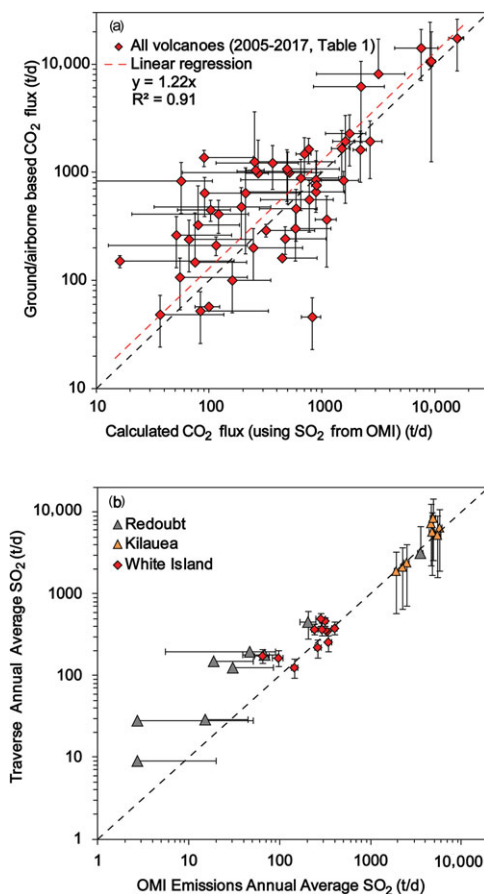 (a)
All volcanoes (2005-2017, Table 1)
Linear regression
y = 1.22x
R² = 0.91
10,000
1000
100
10
Ground/airborne based CO₂ flux (t/d)
10 100 1000 10,000
Calculated CO₂ flux (using SO₂ from OMI) (t/d)
(b)
Redoubt
Kilauea
White Island
10,000
1000
100
10
1
Traverse Annual Average SO₂ (t/d)
1 10 100 1000 10,000
OMI Emissions Annual Average SO₂ (t/d)